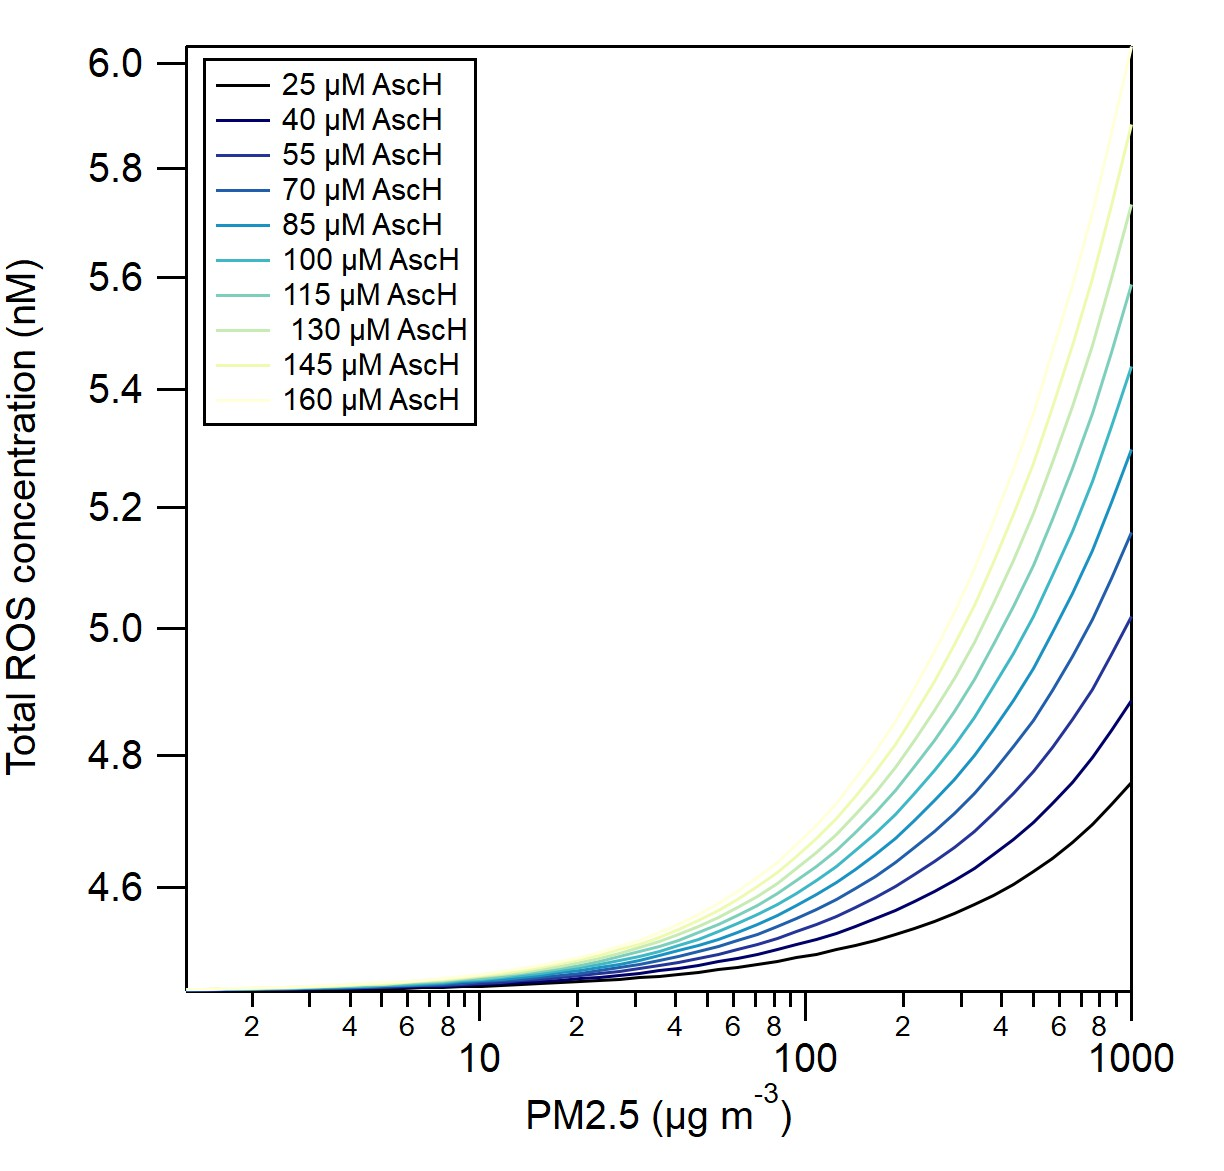 6.0
5.8
5.6
5.4
5.2
5.0
4.8
4.6
Total ROS concentration (nM)
25 µM AscH
40 µM AscH
55 µM AscH
70 µM AscH
85 µM AscH
100 µM AscH
115 µM AscH
130 µM AscH
145 µM AscH
160 µM AscH
2 4 6 8 2 4 6 8 2 4 6 8
10 100 1000
PM2.5 (µg m⁻³)